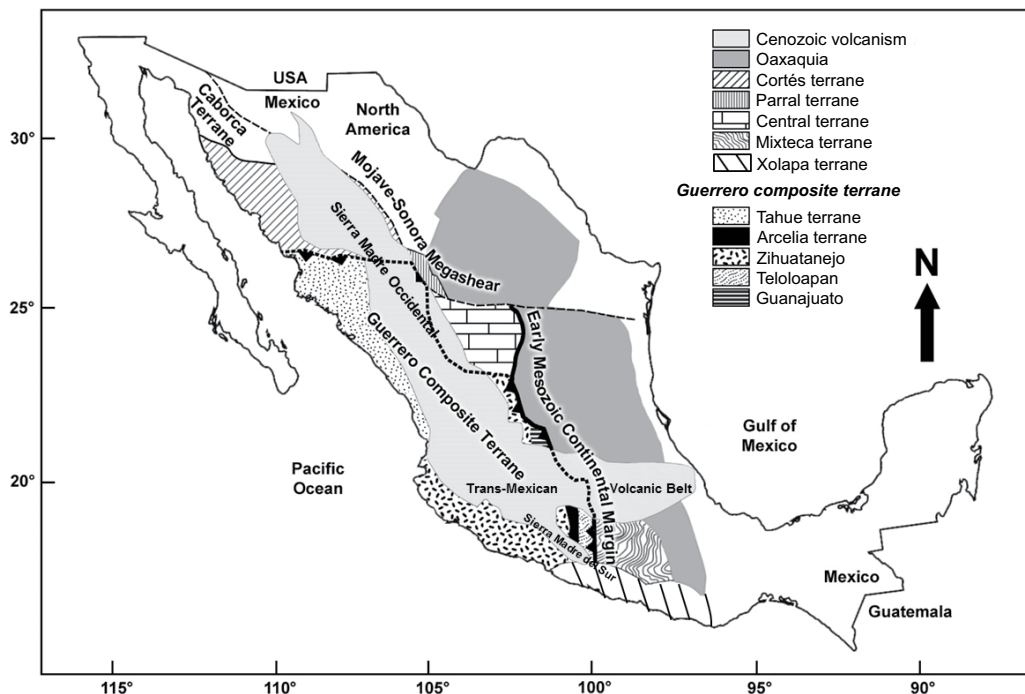 Cenozoic volcanism
Oaxaquia
Cortés terrane
Parral terrane
Central terrane
Mixteca terrane
Xolapa terrane
Guerrero composite terrane
Tahue terrane
Arcelia terrane
Zihuatanejo
Teloloapan
Guanajuato
N
USA
Mexico
North
America
Caborca
Terrane
Mojave-Sonora Megashear
Sierra Madre Occidental
Guerrero Composite Terrane
Early Mesozoic Continental Margin
Gulf of
Mexico
Pacific
Ocean
Trans-Mexican
Volcanic Belt
Sierra Madre del Sur
Mexico
Guatemala
30°
25°
20°
115°
110°
105°
100°
95°
90°